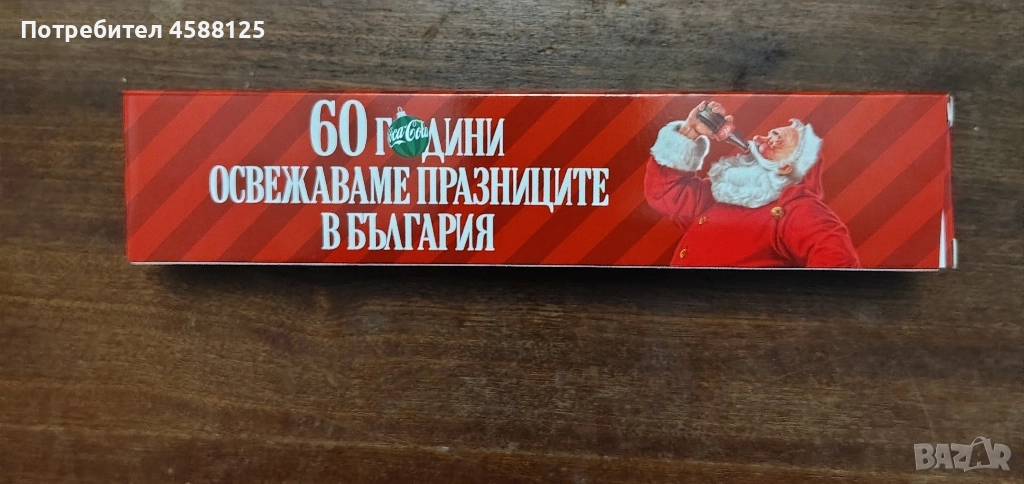 Потребител 4588125
60 ГОДИНИ
Coca-Cola
ОСВЕЖАВАМЕ ПРАЗНИЦИТЕ
В БЪЛГАРИЯ
BAZAR